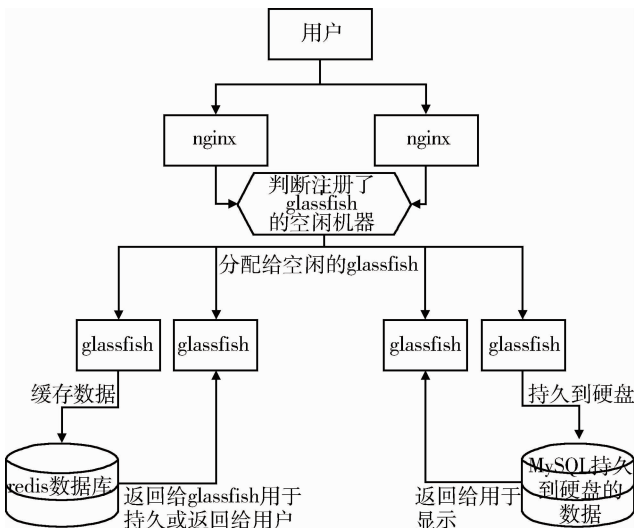 用户
nginx
nginx
判断注册了
glassfish
的空闲机器
分配给空闲的glassfish
glassfish
glassfish
glassfish
glassfish
缓存数据
持久到硬盘
redis数据库
MySQL持久
到硬盘的
数据
返回给glassfish用于
持久或返回给用户
返回给用于
显示